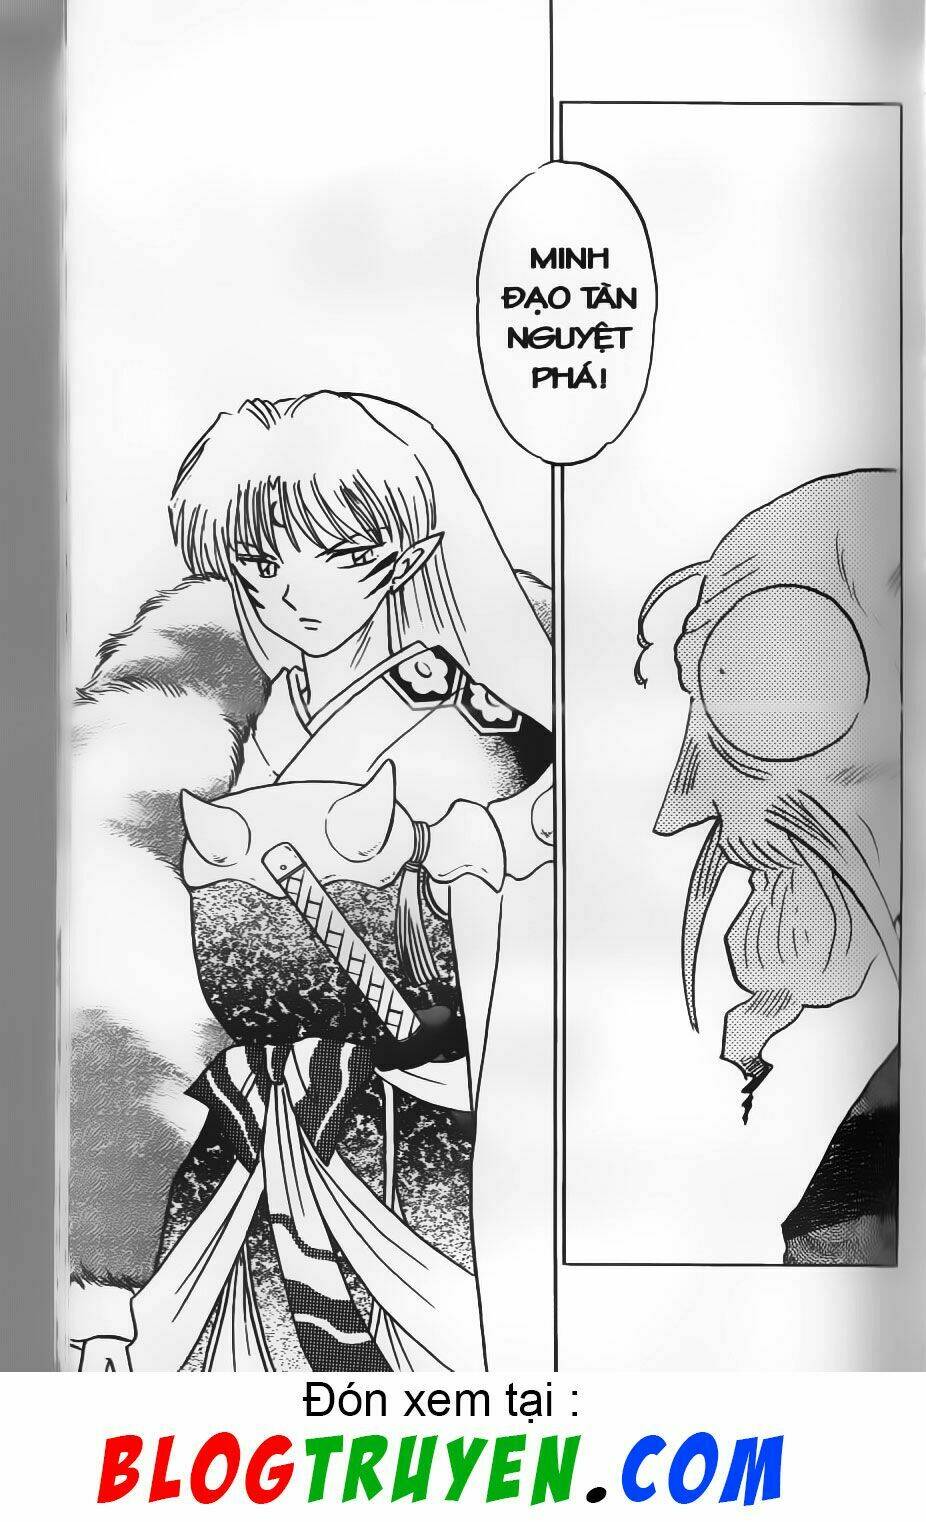 MINH
ĐẠO TÀN
NGUYỆT
PHÁ!
Đón xem tại :
BLOGTRUYEN.COM